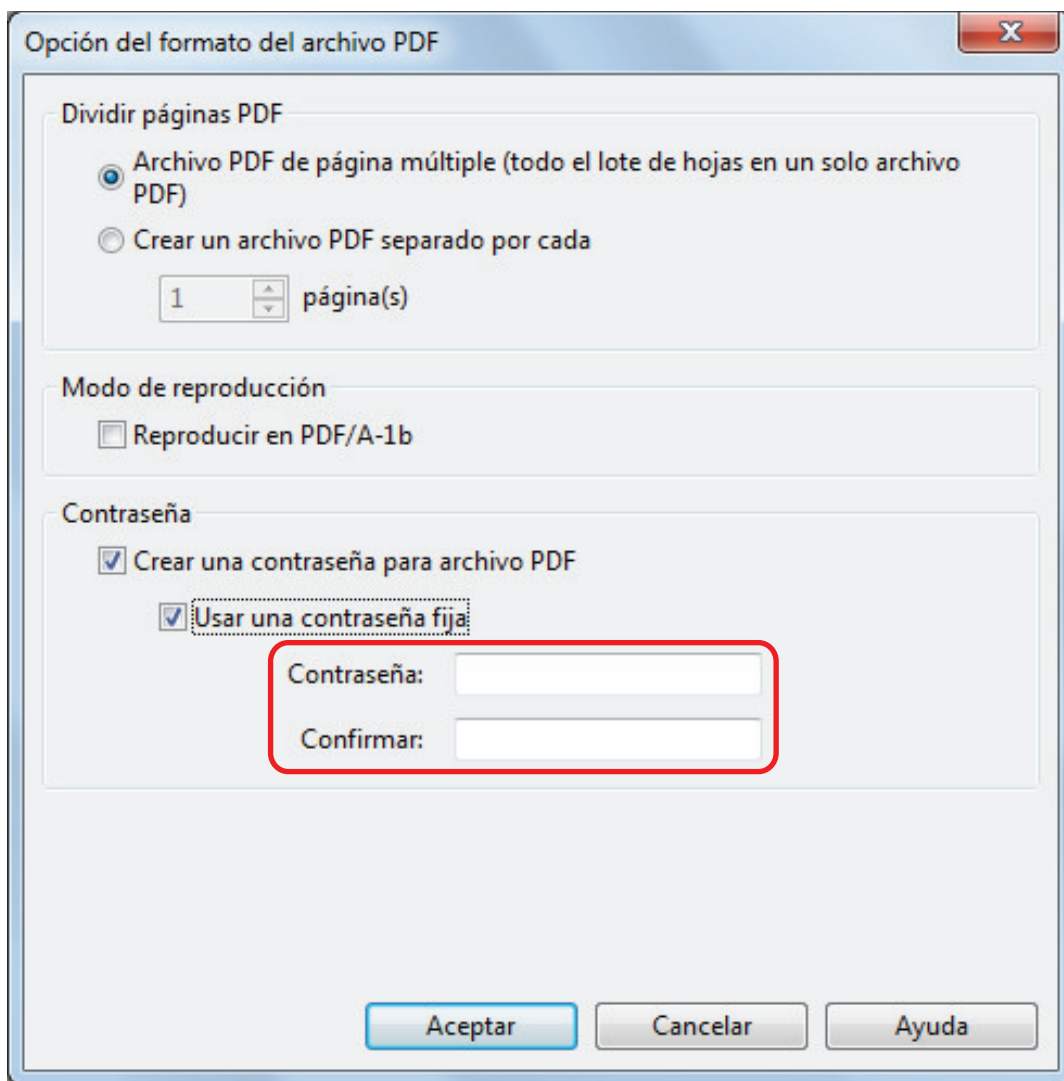 Opción del formato del archivo PDF
Dividir páginas PDF
Archivo PDF de página múltiple (todo el lote de hojas en un solo archivo
PDF)
Crear un archivo PDF separado por cada
1 página(s)
Modo de reproducción
Reproducir en PDF/A-1b
Contraseña
Crear una contraseña para archivo PDF
Usar una contraseña fija
Contraseña:
Confirmar:
Aceptar Cancelar Ayuda